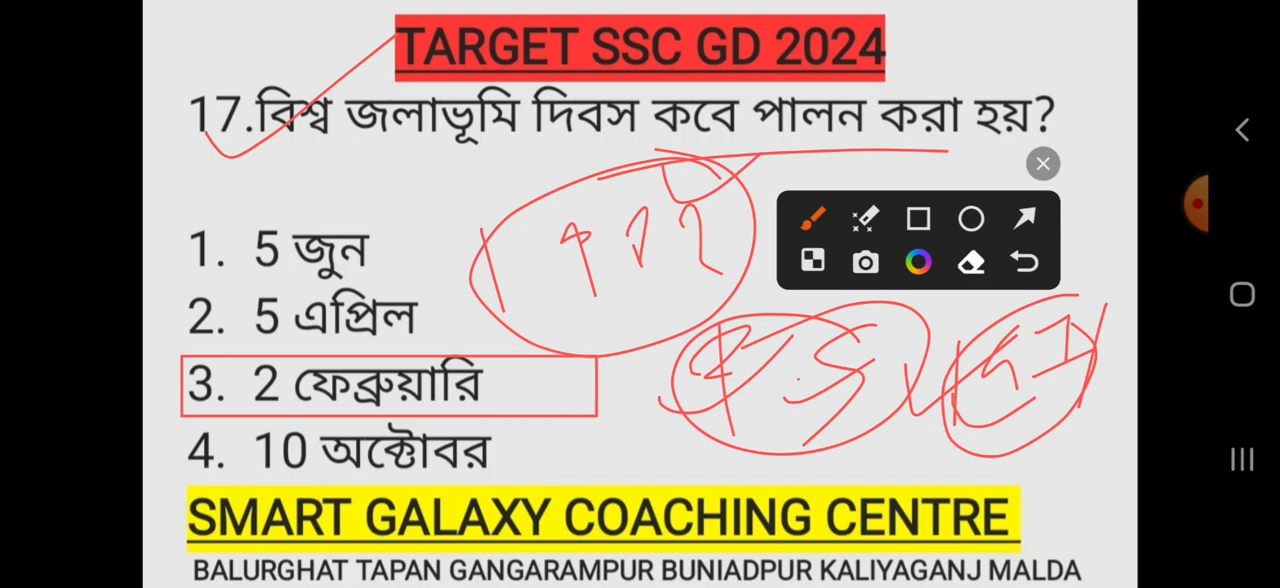 TARGET SSC GD 2024
17.বিশ্ব জলাভূমি দিবস কবে পালন করা হয়?
1. 5 জুন
2. 5 এপ্রিল
3. 2 ফেব্রুয়ারি
4. 10 অক্টোবর
SMART GALAXY COACHING CENTRE
BALURGHAT TAPAN GANGARAMPUR BUNIADPUR KALIYAGANJ MALDA